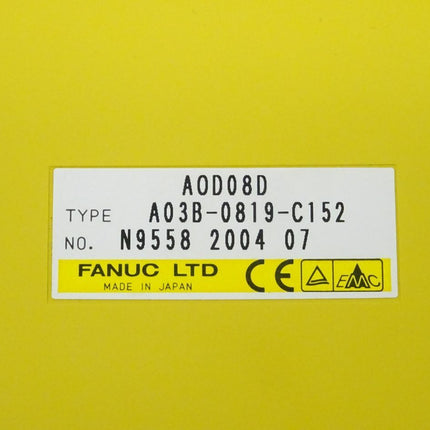 AOD08D
TYPE A03B-0819-C152
NO. N9558 2004 07
FANUC LTD CE EMC
MADE IN JAPAN